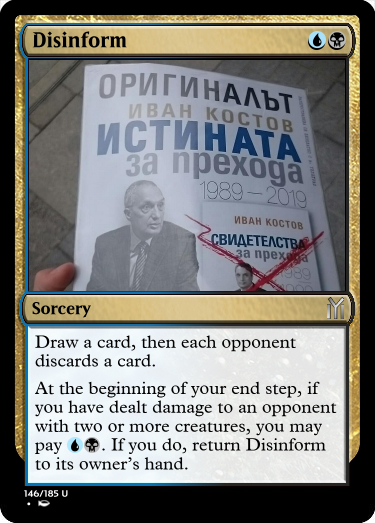 Disinform
ОРИГИНАЛЪТ
ИВАН КОСТОВ
ИСТИНАТА
за прехода
1989 – 2019
ИВАН КОСТОВ
СВИДЕТЕЛСТВА
за прехода
Sorcery
Draw a card, then each opponent
discards a card.
At the beginning of your end step, if
you have dealt damage to an opponent
with two or more creatures, you may
pay . If you do, return Disinform
to its owner's hand.
146/185 U